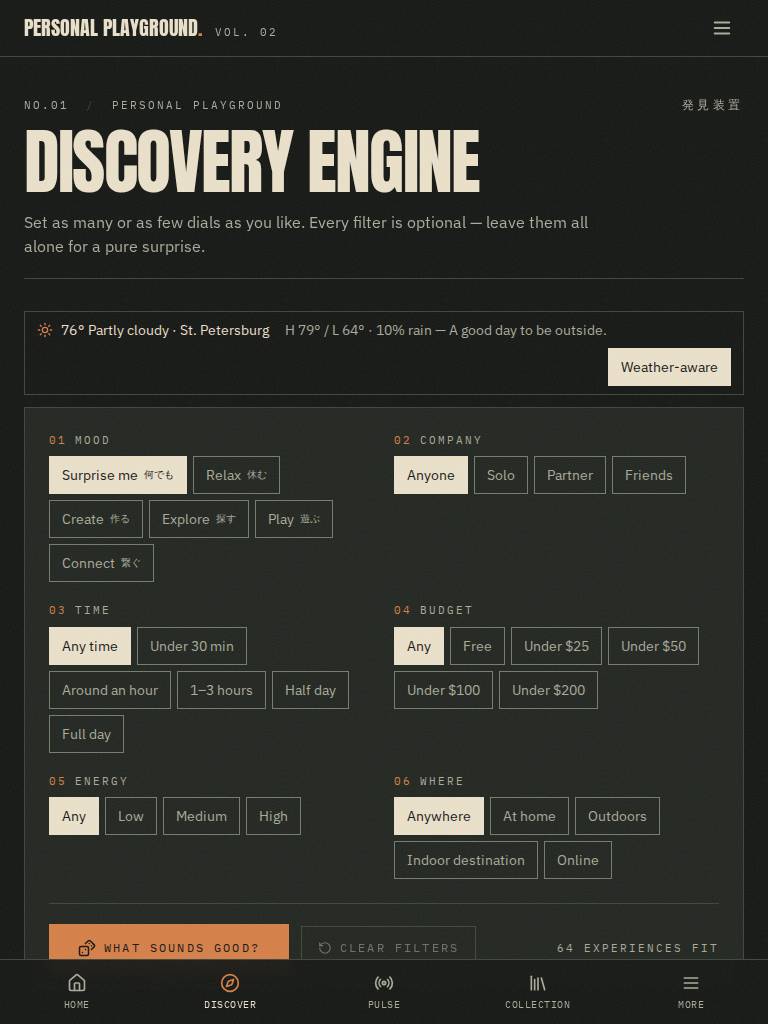 PERSONAL PLAYGROUND. VOL. 02
NO.01 / PERSONAL PLAYGROUND 発見装置
DISCOVERY ENGINE
Set as many or as few dials as you like. Every filter is optional — leave them all
alone for a pure surprise.
76° Partly cloudy · St. Petersburg H 79° / L 64° · 10% rain — A good day to be outside.
Weather-aware
01 MOOD
Surprise me 何でも Relax 休む
Create 作る Explore 探す Play 遊ぶ
Connect 繋ぐ
02 COMPANY
Anyone Solo Partner Friends
03 TIME
Any time Under 30 min
Around an hour 1–3 hours Half day
Full day
04 BUDGET
Any Free Under $25 Under $50
Under $100 Under $200
05 ENERGY
Any Low Medium High
06 WHERE
Anywhere At home Outdoors
Indoor destination Online
WHAT SOUNDS GOOD? CLEAR FILTERS 64 EXPERIENCES FIT
HOME DISCOVER PULSE COLLECTION MORE